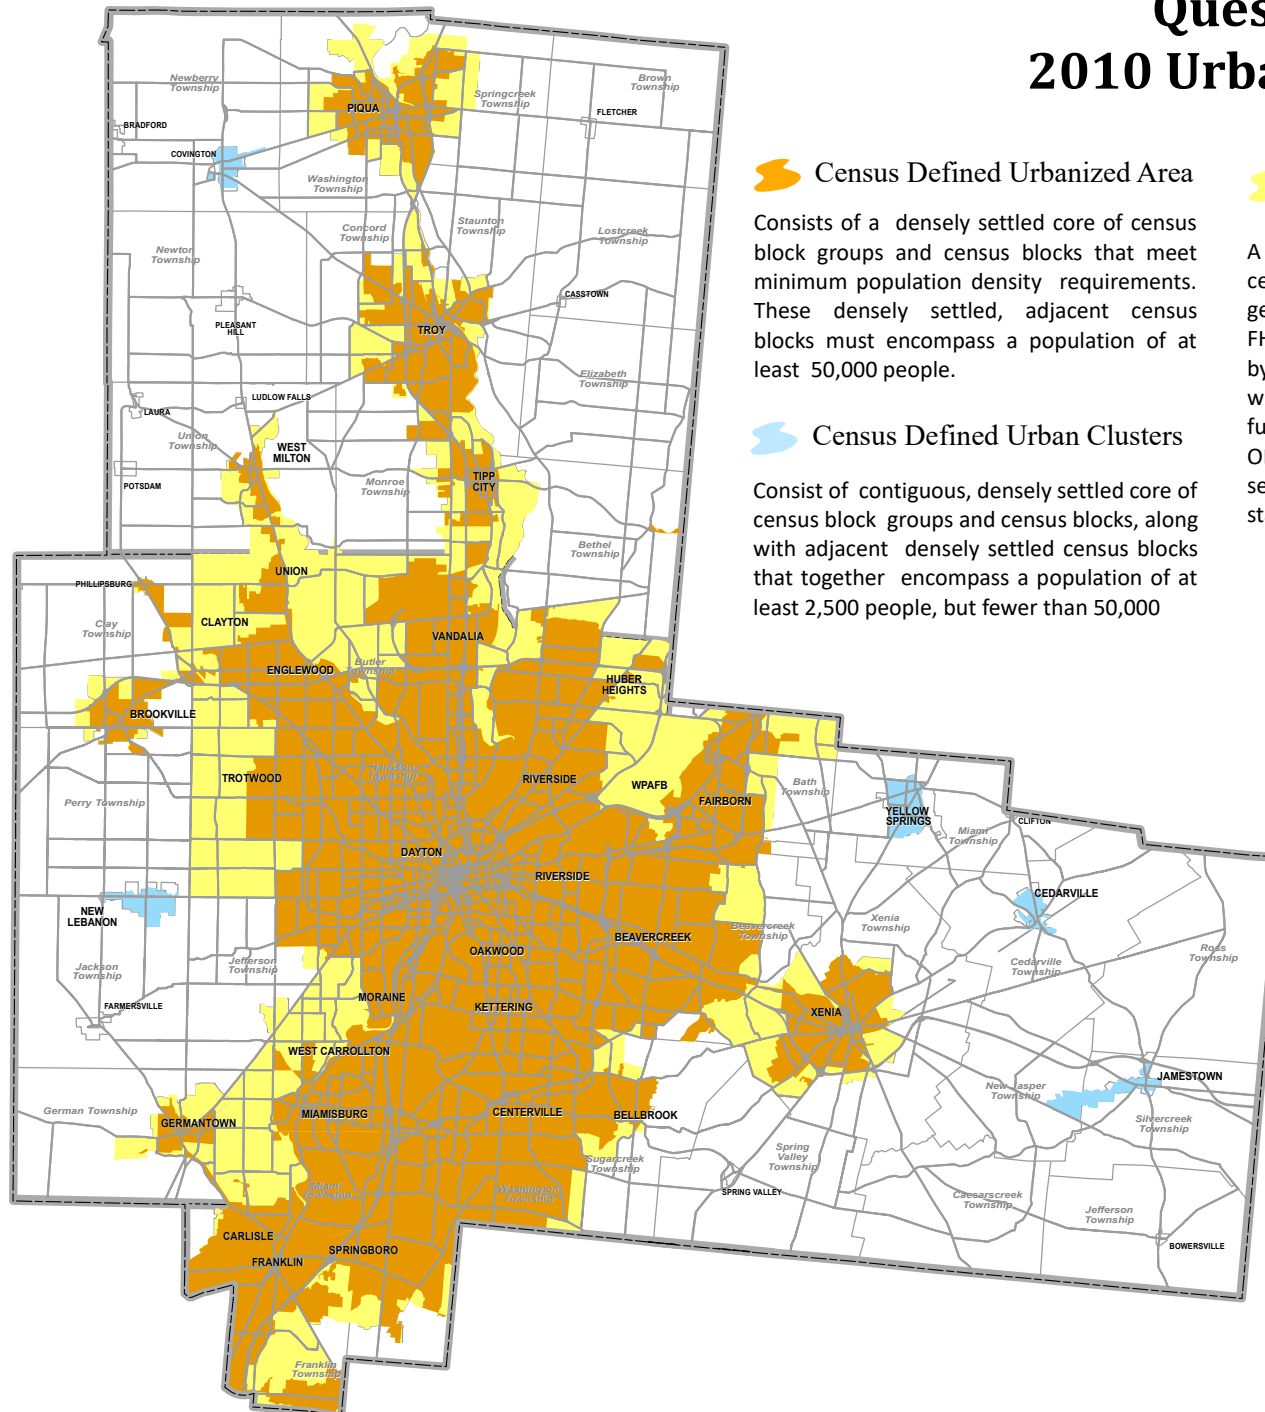 Ques
2010 Urba
Census Defined Urbanized Area
Consists of a densely settled core of census
block groups and census blocks that meet
minimum population density requirements.
These densely settled, adjacent census
blocks must encompass a population of at
least 50,000 people.
Census Defined Urban Clusters
Consist of contiguous, densely settled core of
census block groups and census blocks, along
with adjacent densely settled census blocks
that together encompass a population of at
least 2,500 people, but fewer than 50,000
A
ce
ge
FH
by
w
fu
se
st
Newberry
Township
Brown
Township
Springcreek
Township
PIQUA
FLETCHER
BRADFORD
COVINGTON
Washington
Township
Concord
Township
Staunton
Township
Lostcreek
Township
Newton
Township
CASSTOWN
PLEASANT
HILL
TROY
Elizabeth
Township
LUDLOW FALLS
LAURA
Union
Township
WEST
MILTON
POTSDAM
Monroe
Township
TIPP
CITY
Bethel
Township
UNION
PHILLIPSBURG
Clay
Township
CLAYTON
VANDALIA
ENGLEWOOD
Butler
Township
HUBER
HEIGHTS
BROOKVILLE
TROTWOOD
Harrison
Township
RIVERSIDE
WPAFB
Bath
Township
FAIRBORN
Perry Township
YELLOW
SPRINGS
CLIFTON
Miami
Township
DAYTON
RIVERSIDE
CEDARVILLE
NEW
LEBANON
Xenia
Township
Beavercreek
Township
BEAVERCREEK
OAKWOOD
Ross
Township
Jackson
Township
Jefferson
Township
Cedarville
Township
MORAINE
KETTERING
XENIA
FARMERSVILLE
WEST CARROLLTON
JAMESTOWN
New Jasper
Township
German Township
GERMANTOWN
MIAMISBURG
CENTERVILLE
BELLBROOK
Silvercreek
Township
Spring
Valley
Township
Sugarcreek
Township
Miami
Township
Washington
Township
SPRING VALLEY
Caesarscreek
Township
Jefferson
Township
CARLISLE
SPRINGBORO
FRANKLIN
BOWERSVILLE
Franklin
Township